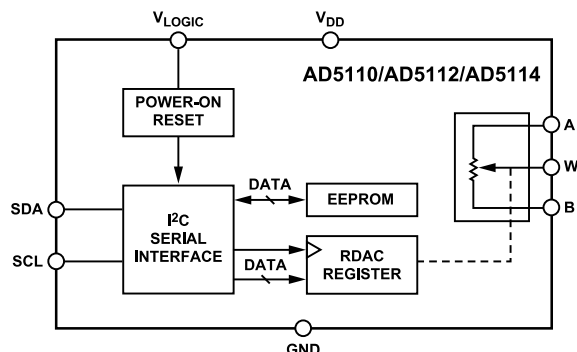 VLOGIC
VDD
AD5110/AD5112/AD5114
POWER-ON
RESET
A
W
B
SDA
SCL
I2C
SERIAL
INTERFACE
DATA
EEPROM
DATA
RDAC
REGISTER
GND